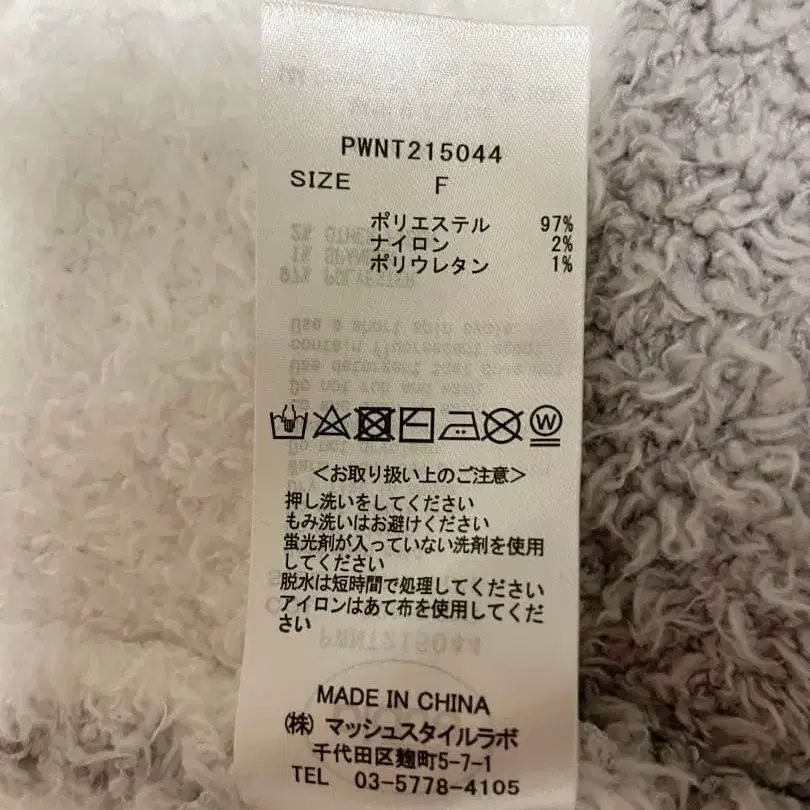 PWNT215044
SIZE F
ポリエステル 97%
ナイロン 2%
ポリウレタン 1%
W
＜お取り扱い上のご注意＞
押し洗いをしてください
もみ洗いはお避けください
蛍光剤が入っていない洗剤を使用
してください
脱水は短時間で処理してください
アイロンはあて布を使用してくだ
さい
MADE IN CHINA
㈱ マッシュスタイルラボ
千代田区麹町5-7-1
TEL 03-5778-4105